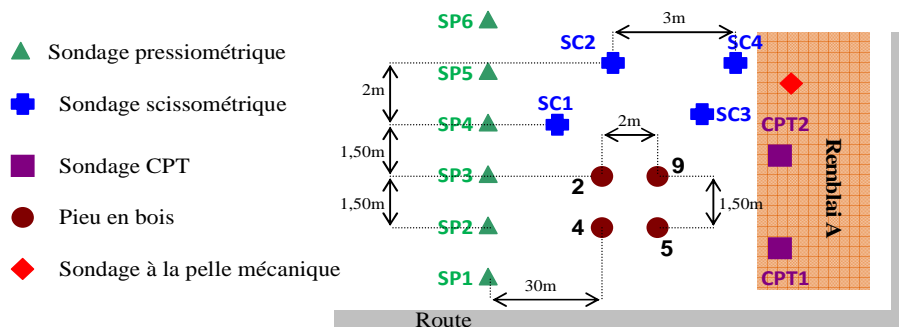 Sondage pressiométrique
Sondage scissométrique
Sondage CPT
Pieu en bois
Sondage à la pelle mécanique
SP6
SP5
SP4
SP3
SP2
SP1
2m
1,50m
1,50m
30m
Route
SC2
3m
SC4
SC1
SC3
2m
2
9
4
5
1,50m
CPT2
CPT1
Remblai A